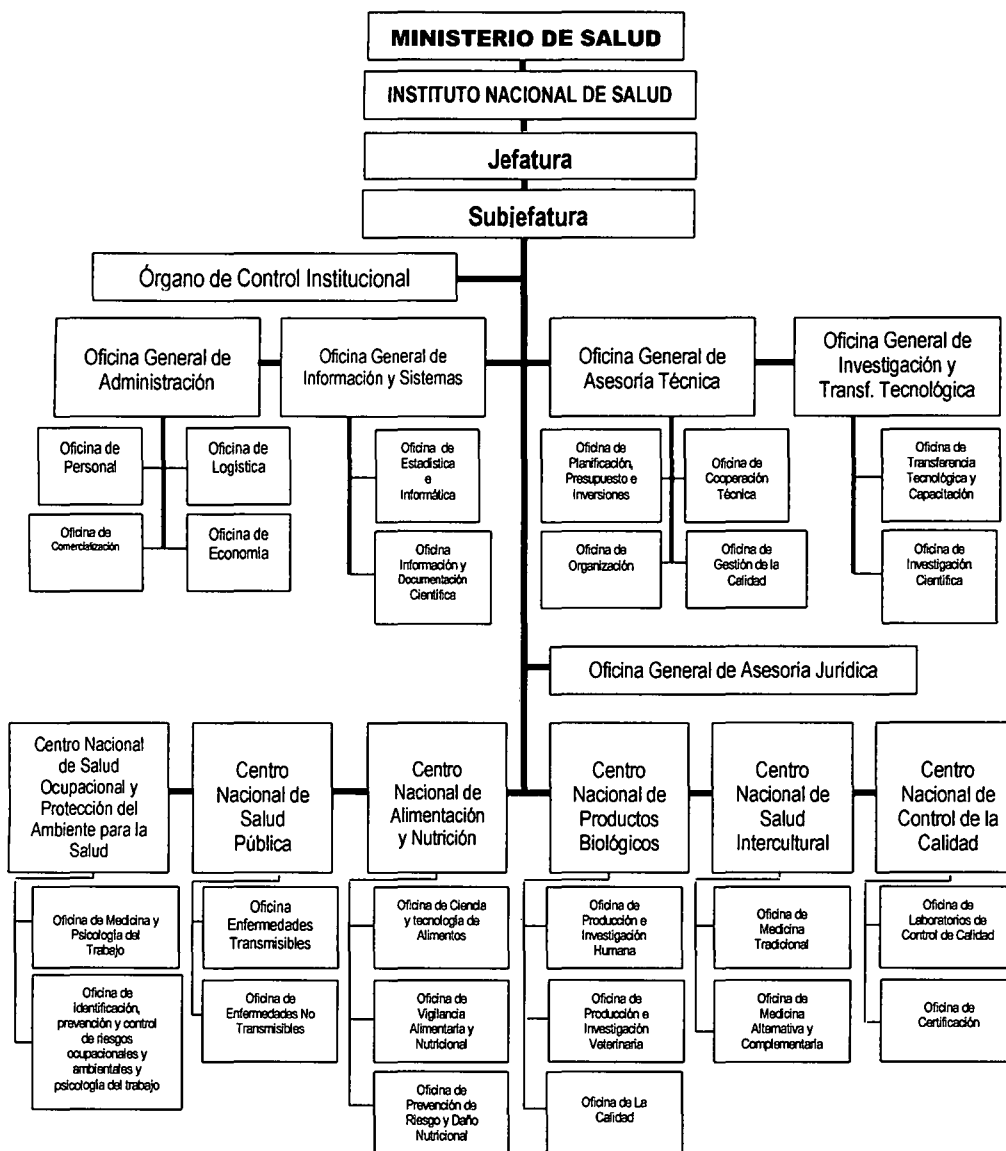 MINISTERIO DE SALUD
INSTITUTO NACIONAL DE SALUD
Jefatura
Subjefatura
Órgano de Control Institucional
Oficina General de
Administración
Oficina General de
Información y Sistemas
Oficina General de
Asesoría Técnica
Oficina General de
Investigación y
Transf. Tecnológica
Oficina de
Personal
Oficina de
Logística
Oficina de
Estadística
e
Informática
Oficina de
Planificación,
Presupuesto e
Inversiones
Oficina de
Cooperación
Técnica
Oficina de
Transferencia
Tecnológica y
Capacitación
Oficina de
Comercialización
Oficina de
Economía
Oficina
Información y
Documentación
Científica
Oficina de
Organización
Oficina de
Gestión de la
Calidad
Oficina de
Investigación
Científica
Oficina General de Asesoría Jurídica
Centro Nacional
de Salud
Ocupacional y
Protección del
Ambiente para la
Salud
Centro
Nacional de
Salud
Pública
Centro
Nacional de
Alimentación
y Nutrición
Centro
Nacional de
Productos
Biológicos
Centro
Nacional de
Salud
Intercultural
Centro
Nacional de
Control de la
Calidad
Oficina de Medicina y
Psicología del
Trabajo
Oficina
Enfermedades
Transmisibles
Oficina de Ciencia
y tecnología de
Alimentos
Oficina de
Producción e
Investigación
Humana
Oficina de
Medicina
Tradicional
Oficina de
Laboratorios de
Control de Calidad
Oficina de
identificación,
prevención y control
de riesgos
ocupacionales y
ambientales y
psicología del trabajo
Oficina de
Enfermedades No
Transmisibles
Oficina de
Vigilancia
Alimentaria y
Nutricional
Oficina de
Producción e
Investigación
Veterinaria
Oficina de
Medicina
Alternativa y
Complementaria
Oficina de
Certificación
Oficina de
Prevención de
Riesgo y Daño
Nutricional
Oficina de La
Calidad